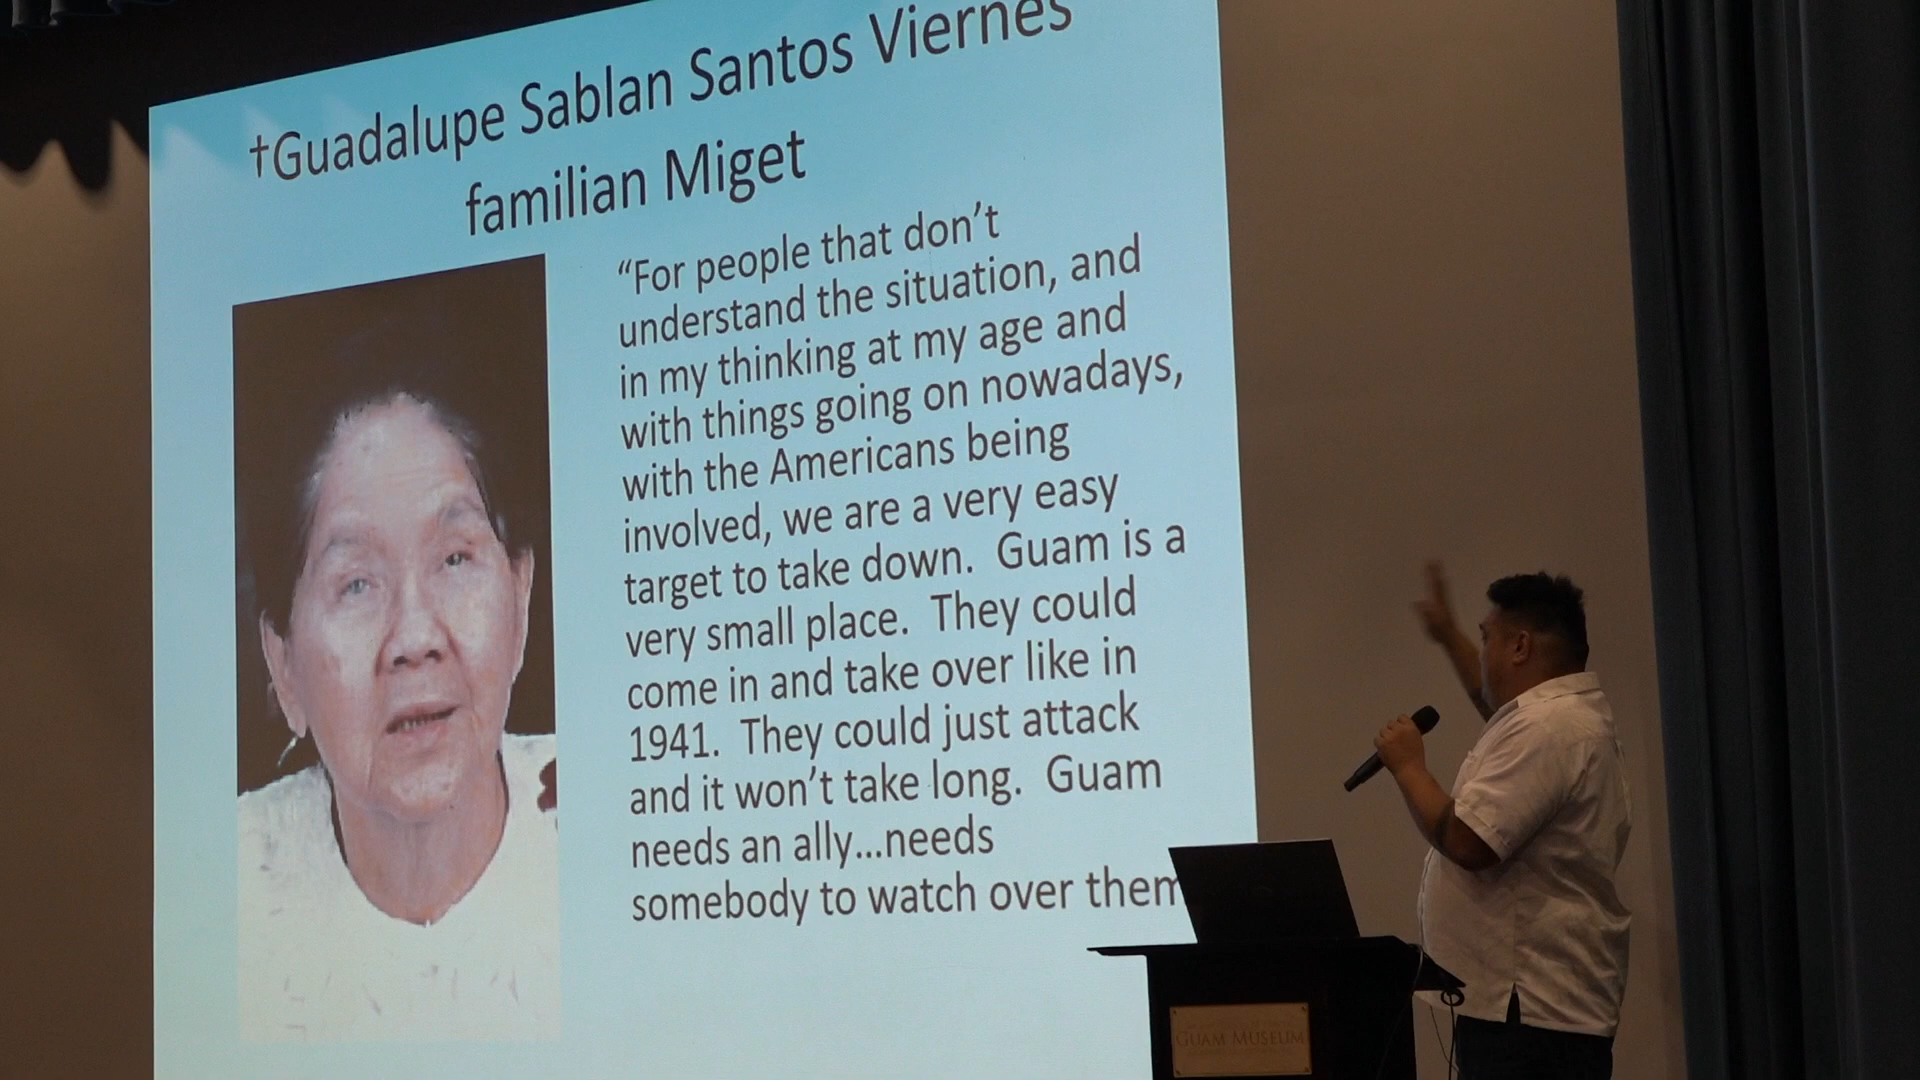 †Guadalupe Sablan Santos Viernes
familian Miget
“For people that don’t
understand the situation, and
in my thinking at my age and
with things going on nowadays,
with the Americans being
involved, we are a very easy
target to take down.  Guam is a
very small place.  They could
come in and take over like in
1941.  They could just attack
and it won’t take long.  Guam
needs an ally...needs
somebody to watch over them
GUAM MUSEUM